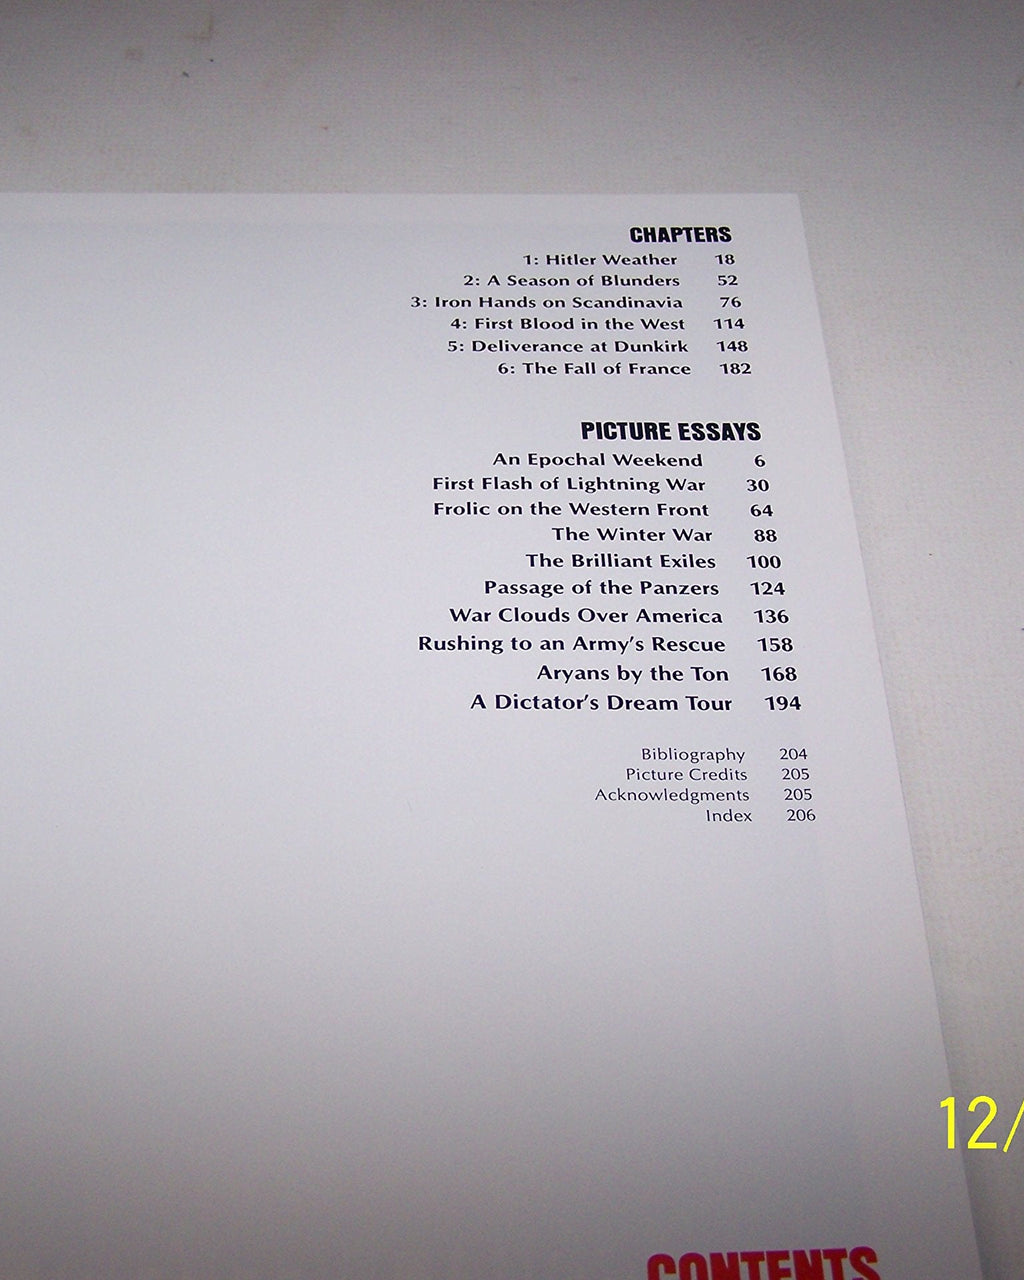 CHAPTERS
1: Hitler Weather 18
2: A Season of Blunders 52
3: Iron Hands on Scandinavia 76
4: First Blood in the West 114
5: Deliverance at Dunkirk 148
6: The Fall of France 182
PICTURE ESSAYS
An Epochal Weekend 6
First Flash of Lightning War 30
Frolic on the Western Front 64
The Winter War 88
The Brilliant Exiles 100
Passage of the Panzers 124
War Clouds Over America 136
Rushing to an Army's Rescue 158
Aryans by the Ton 168
A Dictator's Dream Tour 194
Bibliography 204
Picture Credits 205
Acknowledgments 205
Index 206
12/
CONTENTS